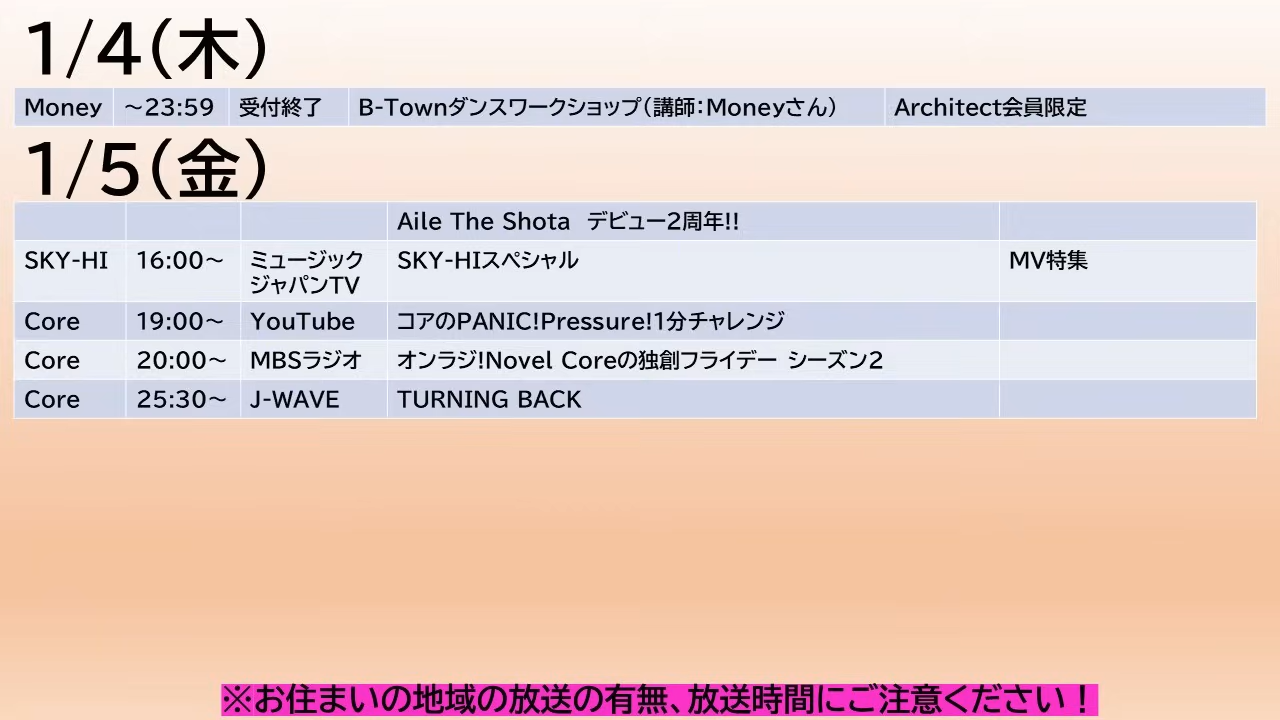 1/4(木)
Money ～23:59 受付終了 B-Townダンスワークショップ(講師:Moneyさん) Architect会員限定
1/5(金)
Aile The Shota　デビュー2周年!!
SKY-HI 16:00～ ミュージック SKY-HIスペシャル MV特集
ジャパンTV
Core 19:00～ YouTube コアのPANIC!Pressure!1分チャレンジ
Core 20:00～ MBSラジオ オンラジ!Novel Coreの独創フライデー シーズン2
Core 25:30～ J-WAVE TURNING BACK
※お住まいの地域の放送の有無、放送時間にご注意ください！